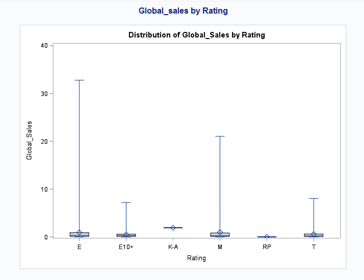 Global_sales by Rating
Distribution of Global_Sales by Rating
40
30
20
10
0
Global_Sales
E E10+ K-A M RP T
Rating